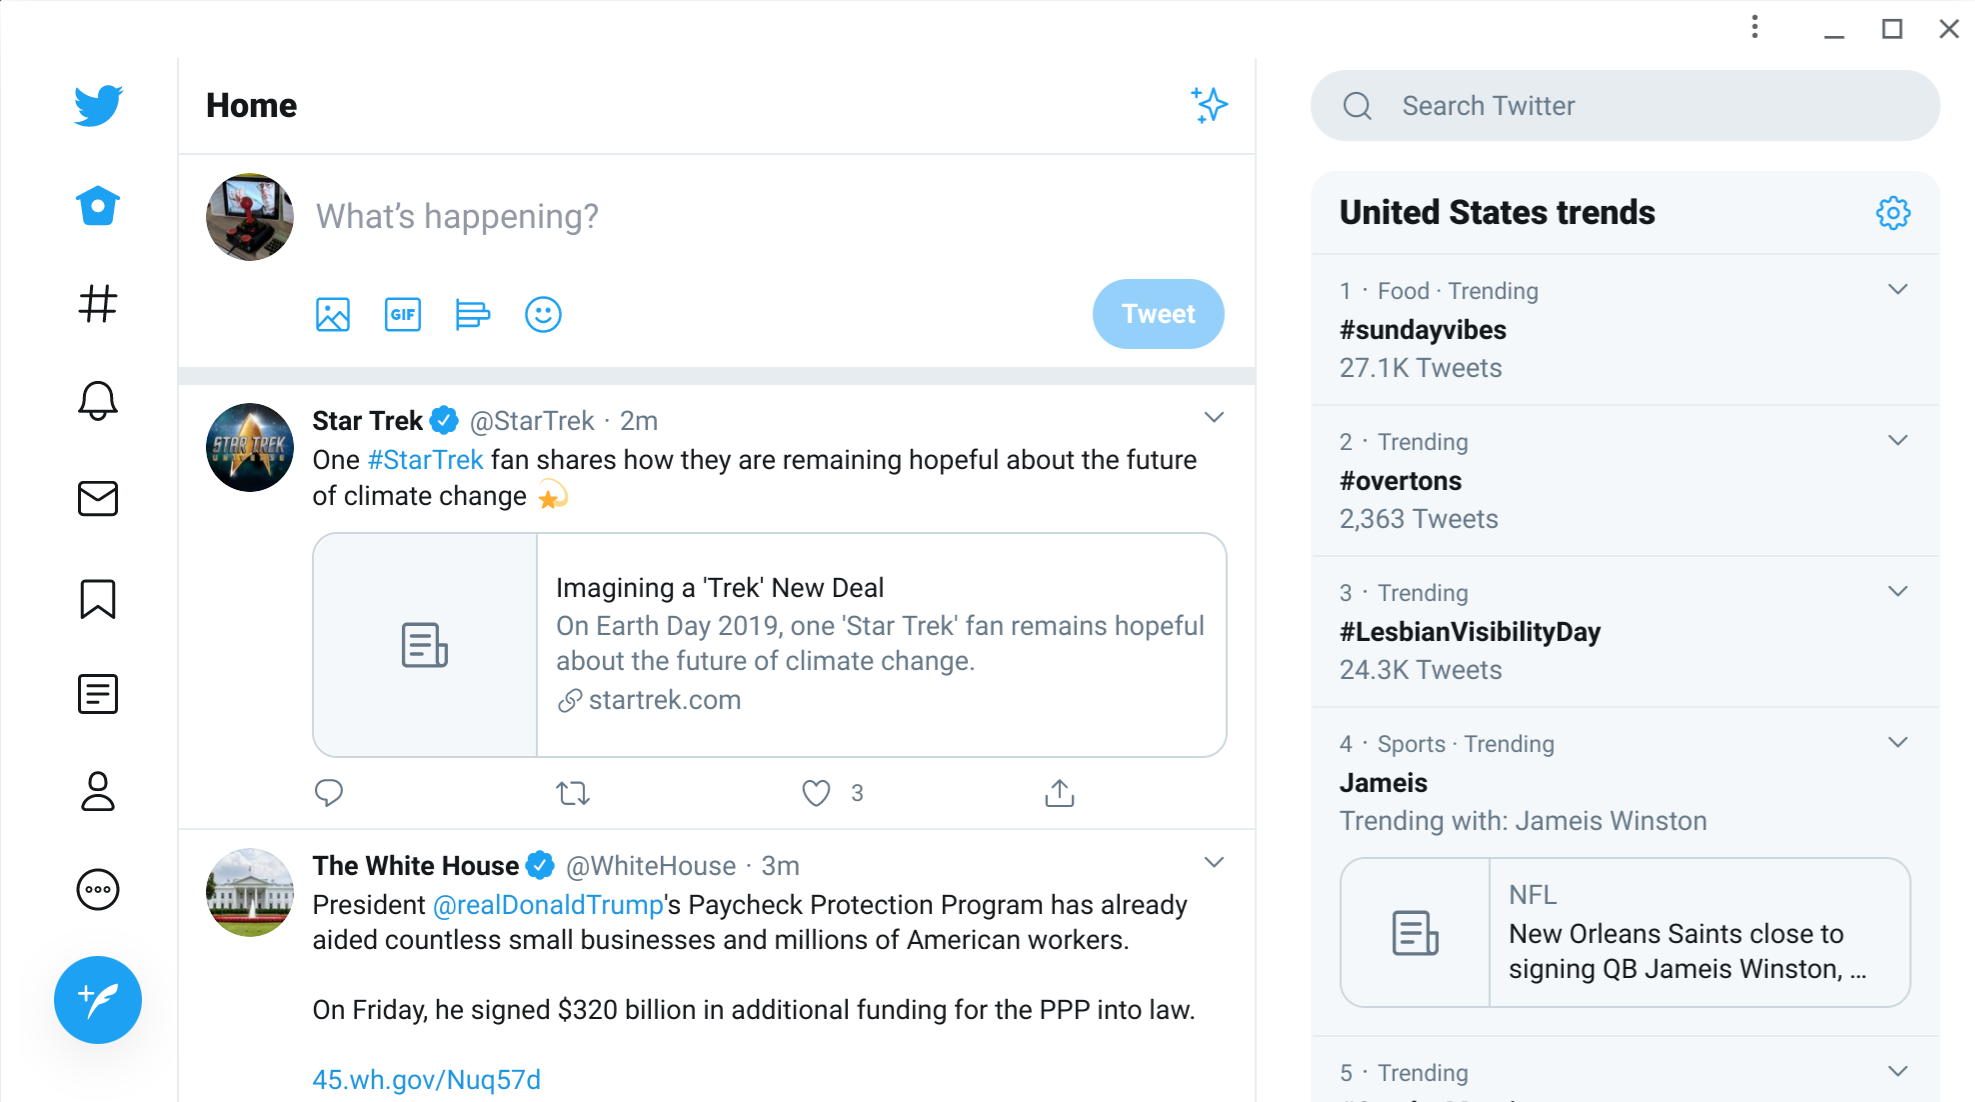 Home
What's happening?
GIF
Tweet
Star Trek @StarTrek · 2m
One #StarTrek fan shares how they are remaining hopeful about the future
of climate change
STAR TREK
Imagining a 'Trek' New Deal
On Earth Day 2019, one 'Star Trek' fan remains hopeful
about the future of climate change.
startrek.com
3
The White House @WhiteHouse · 3m
President @realDonaldTrump's Paycheck Protection Program has already
aided countless small businesses and millions of American workers.
On Friday, he signed $320 billion in additional funding for the PPP into law.
45.wh.gov/Nuq57d
Search Twitter
United States trends
1 · Food · Trending
#sundayvibes
27.1K Tweets
2 · Trending
#overtons
2,363 Tweets
3 · Trending
#LesbianVisibilityDay
24.3K Tweets
4 · Sports · Trending
Jameis
Trending with: Jameis Winston
NFL
New Orleans Saints close to
signing QB Jameis Winston, ...
5 · Trending